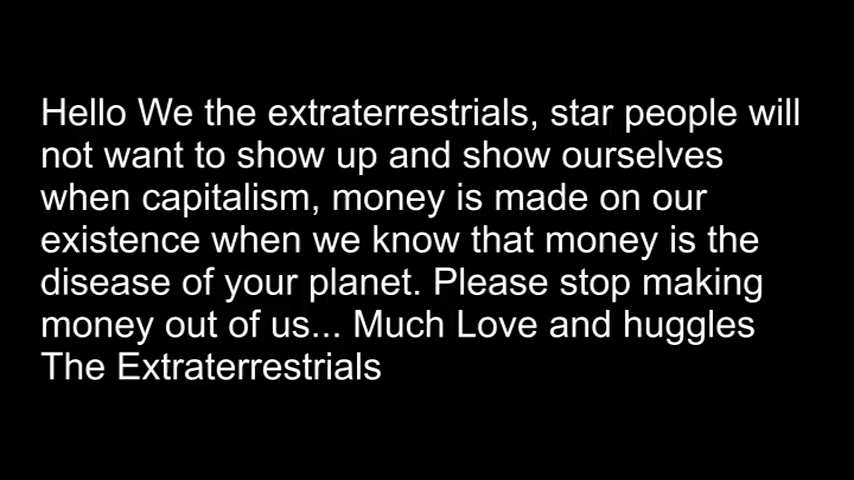 Hello We the extraterrestrials, star people will
not want to show up and show ourselves
when capitalism, money is made on our
existence when we know that money is the
disease of your planet. Please stop making
money out of us... Much Love and huggles
The Extraterrestrials